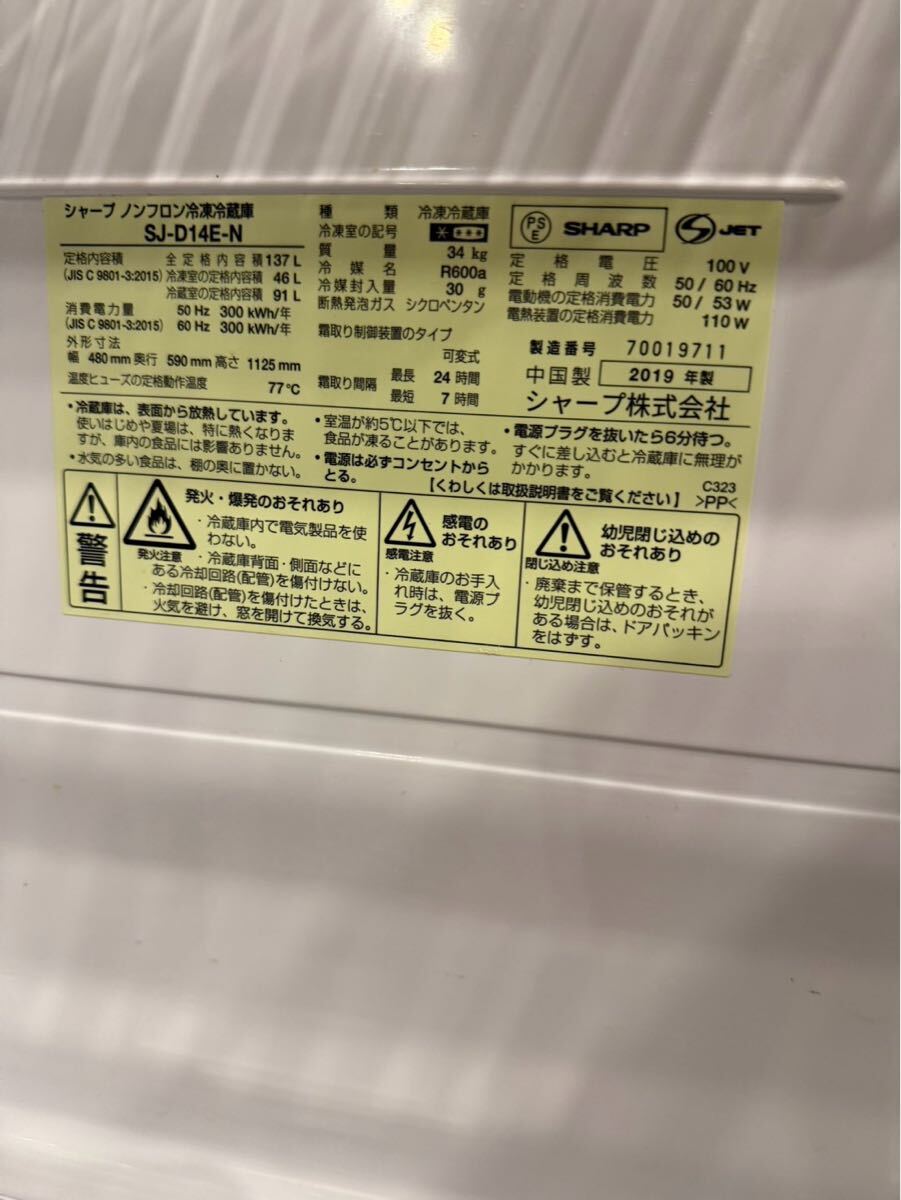 シャープ ノンフロン冷凍冷蔵庫
SJ-D14E-N
定格内容積 全定格内容積 137 L
(JIS C 9801-3:2015) 冷凍室の定格内容積 46 L
冷蔵室の定格内容積 91 L
消費電力量 50 Hz 300 kWh/年
(JIS C 9801-3:2015) 60 Hz 300 kWh/年
外形寸法
幅 480 mm 奥行 590 mm 高さ 1125 mm
温度ヒューズの定格動作温度 77℃
種類 冷凍冷蔵庫
冷凍室の記号
質量 34 kg
冷媒名 R600a
冷媒封入量 30 g
断熱発泡ガス シクロペンタン
霜取り制御装置のタイプ
可変式
霜取り間隔 最長 24 時間
最短 7 時間
PS
E
SHARP
JET
定格電圧 100 V
定格周波数 50 / 60 Hz
電動機の定格消費電力 50 / 53 W
電熱装置の定格消費電力 110 W
製造番号 70019711
中国製 2019 年製
シャープ株式会社
・冷蔵庫は、表面から放熱しています。
使いはじめや夏場は、特に熱くなりま
すが、庫内の食品には影響ありません。
・水気の多い食品は、棚の奥に置かない。
・室温が約5℃以下では、
食品が凍ることがあります。
・電源は必ずコンセントから
とる。
・電源プラグを抜いたら6分待つ。
すぐに差し込むと冷蔵庫に無理が
かかります。
【くわしくは取扱説明書をご覧ください】
C323
>PP<
警告
発火注意
発火・爆発のおそれあり
・冷蔵庫内で電気製品を使
わない。
・冷蔵庫背面・側面などに
ある冷却回路(配管)を傷付けない。
・冷却回路(配管)を傷付けたときは、
火気を避け、窓を開けて換気する。
感電注意
感電の
おそれあり
・冷蔵庫のお手入
れ時は、電源プ
ラグを抜く。
閉じ込め注意
幼児閉じ込めの
おそれあり
・廃棄まで保管するとき、
幼児閉じ込めのおそれが
ある場合は、ドアパッキン
をはずす。